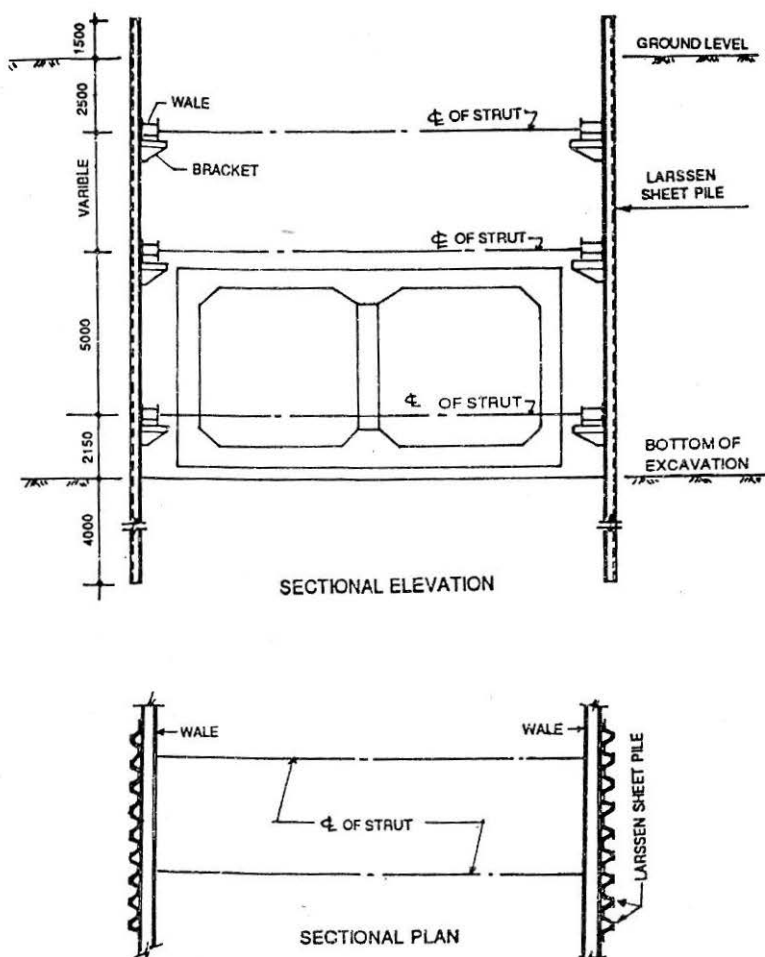 1500
GROUND LEVEL
2500
WALE
℄ OF STRUT
BRACKET
VARIBLE
LARSSEN
SHEET PILE
℄ OF STRUT
5000
℄ OF STRUT
2150
BOTTOM OF
EXCAVATION
4000
SECTIONAL ELEVATION
WALE
WALE
℄ OF STRUT
LARSSEN SHEET PILE
SECTIONAL PLAN